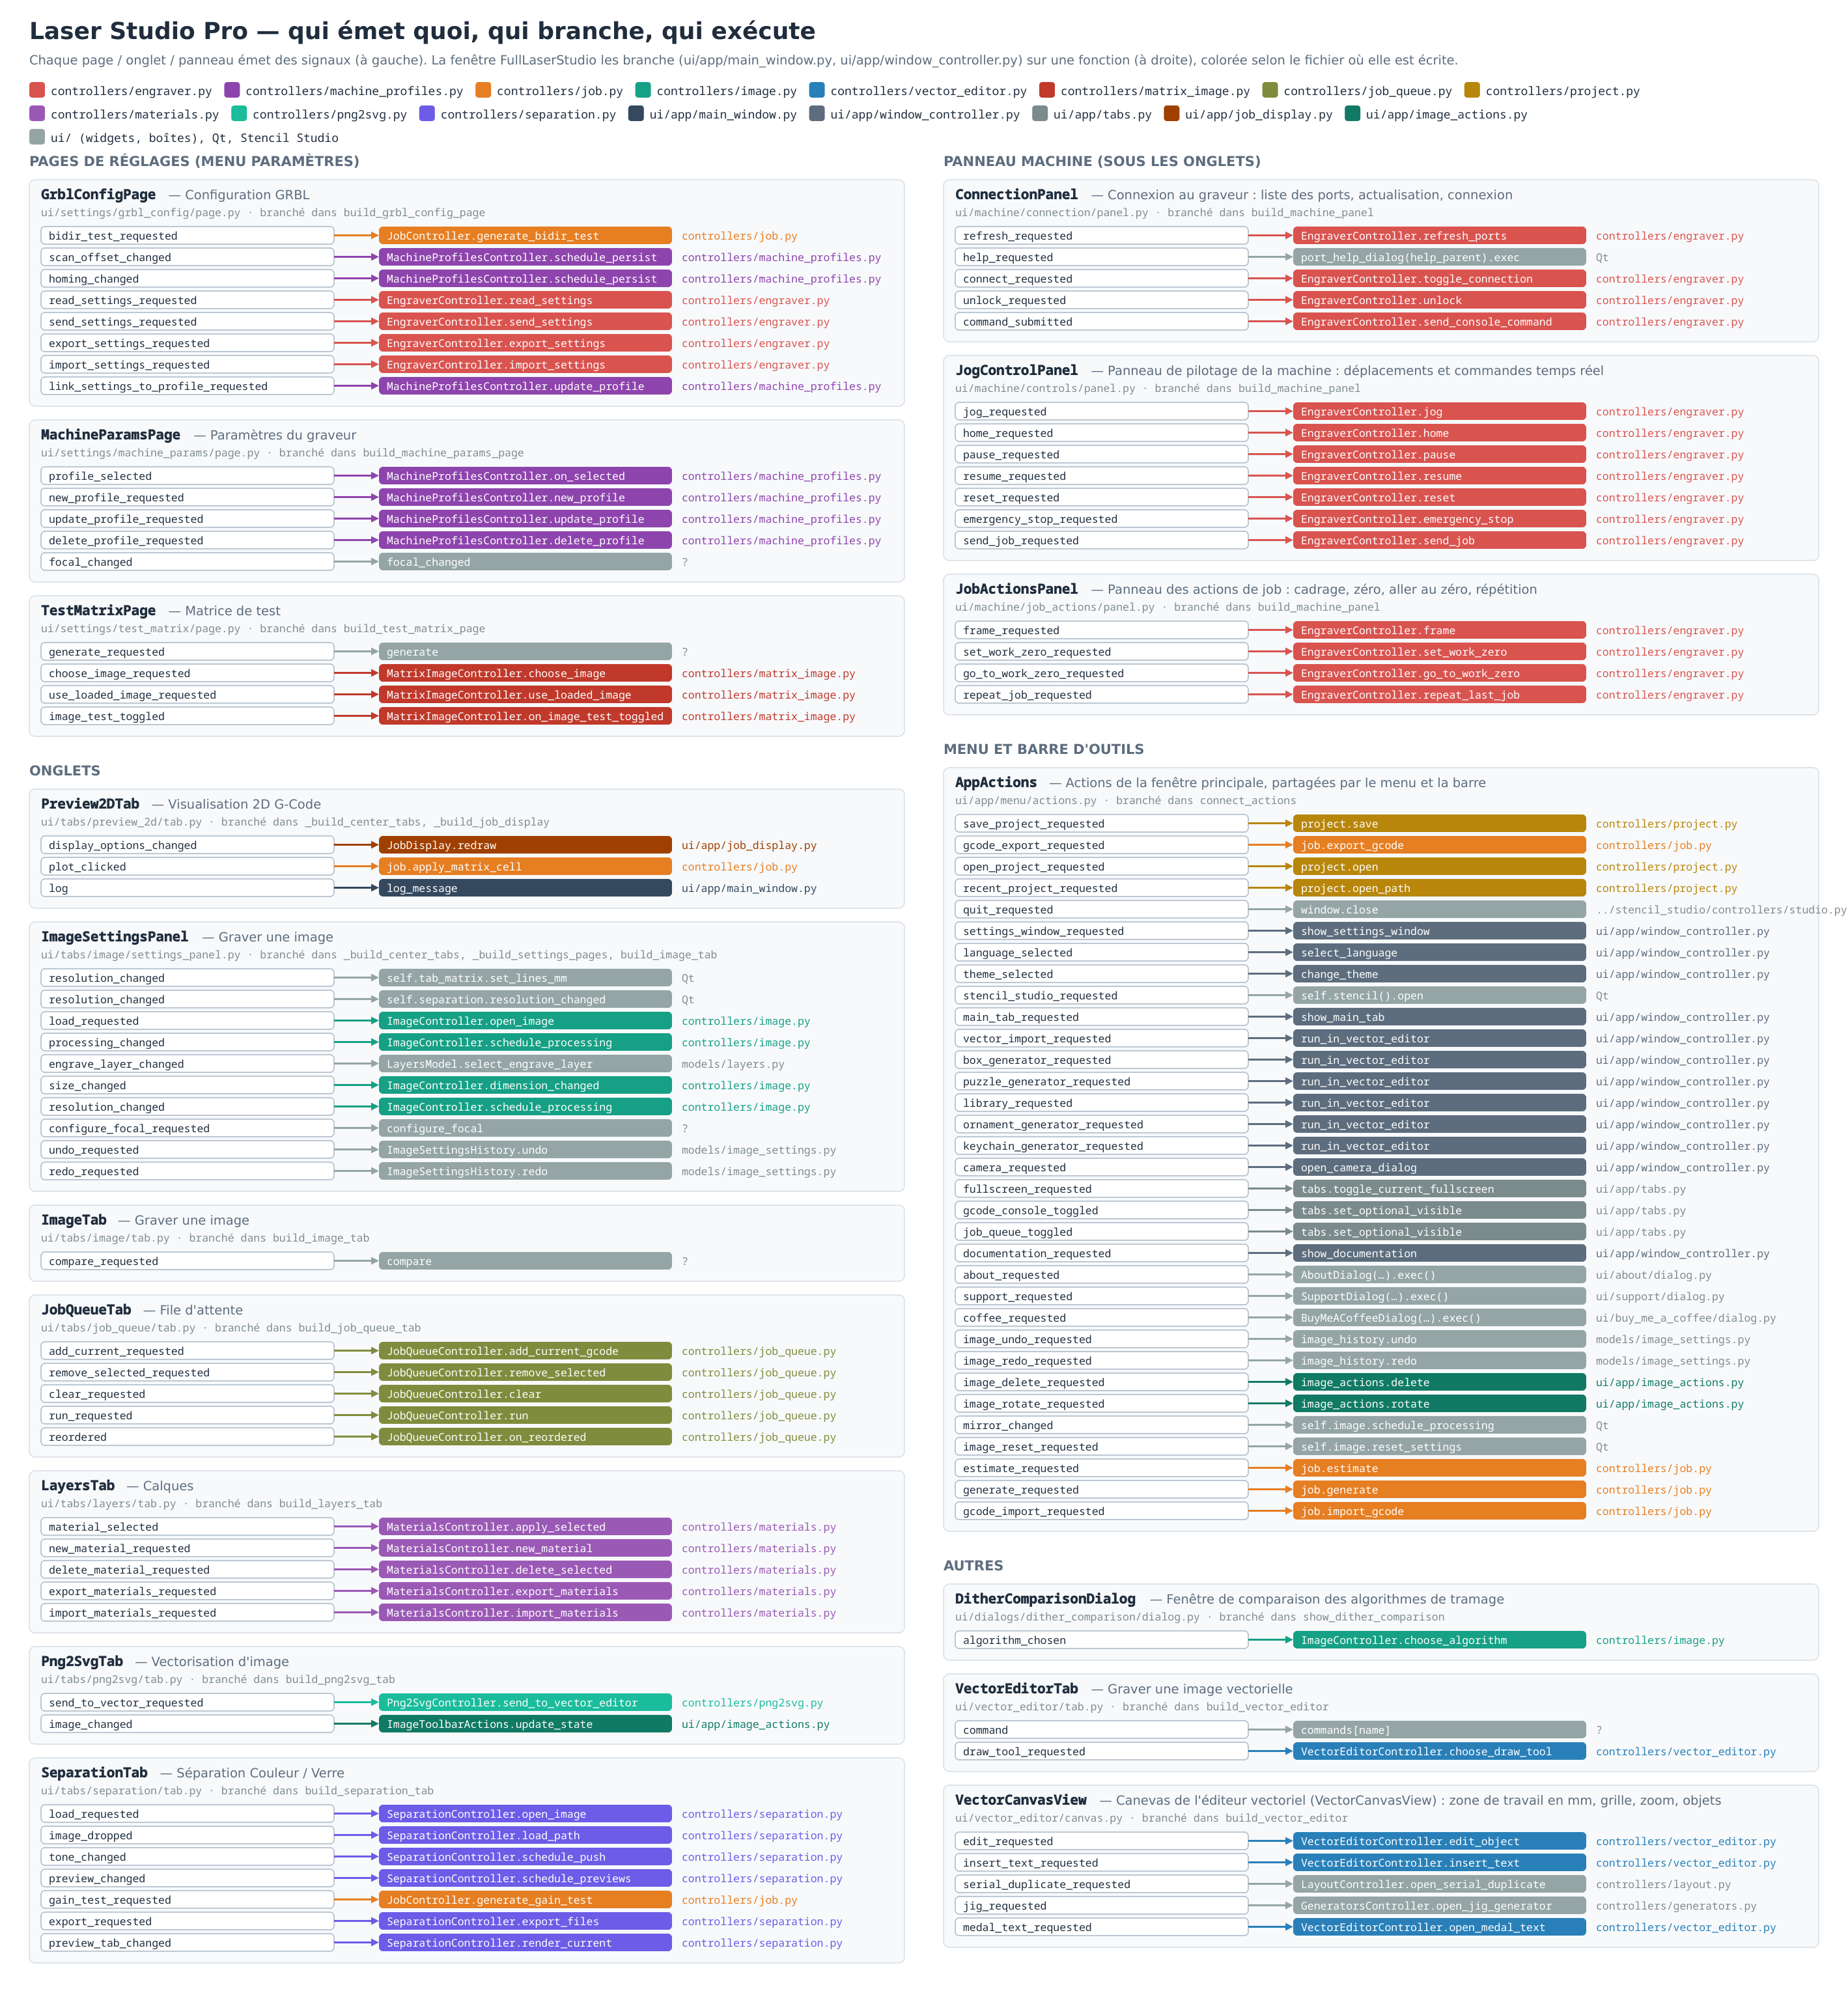 Laser Studio Pro — qui émet quoi, qui branche, qui exécute
Chaque page / onglet / panneau émet des signaux (à gauche). La fenêtre FullLaserStudio les branche (ui/app/main_window.py, ui/app/window_controller.py) sur une fonction (à droite), colorée selon le fichier où elle est écrite.
controllers/engraver.py controllers/machine_profiles.py controllers/job.py controllers/image.py controllers/vector_editor.py controllers/matrix_image.py controllers/job_queue.py controllers/project.py
controllers/materials.py controllers/png2svg.py controllers/separation.py ui/app/main_window.py ui/app/window_controller.py ui/app/tabs.py ui/app/job_display.py ui/app/image_actions.py
ui/ (widgets, boîtes), Qt, Stencil Studio
PAGES DE RÉGLAGES (MENU PARAMÈTRES)
GrblConfigPage — Configuration GRBL
ui/settings/grbl_config/page.py · branché dans build_grbl_config_page
bidir_test_requested JobController.generate_bidir_test controllers/job.py
scan_offset_changed MachineProfilesController.schedule_persist controllers/machine_profiles.py
homing_changed MachineProfilesController.schedule_persist controllers/machine_profiles.py
read_settings_requested EngraverController.read_settings controllers/engraver.py
send_settings_requested EngraverController.send_settings controllers/engraver.py
export_settings_requested EngraverController.export_settings controllers/engraver.py
import_settings_requested EngraverController.import_settings controllers/engraver.py
link_settings_to_profile_requested MachineProfilesController.update_profile controllers/machine_profiles.py
MachineParamsPage — Paramètres du graveur
ui/settings/machine_params/page.py · branché dans build_machine_params_page
profile_selected MachineProfilesController.on_selected controllers/machine_profiles.py
new_profile_requested MachineProfilesController.new_profile controllers/machine_profiles.py
update_profile_requested MachineProfilesController.update_profile controllers/machine_profiles.py
delete_profile_requested MachineProfilesController.delete_profile controllers/machine_profiles.py
focal_changed focal_changed ?
TestMatrixPage — Matrice de test
ui/settings/test_matrix/page.py · branché dans build_test_matrix_page
generate_requested generate ?
choose_image_requested MatrixImageController.choose_image controllers/matrix_image.py
use_loaded_image_requested MatrixImageController.use_loaded_image controllers/matrix_image.py
image_test_toggled MatrixImageController.on_image_test_toggled controllers/matrix_image.py
ONGLETS
Preview2DTab — Visualisation 2D G-Code
ui/tabs/preview_2d/tab.py · branché dans _build_center_tabs, _build_job_display
display_options_changed JobDisplay.redraw ui/app/job_display.py
plot_clicked job.apply_matrix_cell controllers/job.py
log log_message ui/app/main_window.py
ImageSettingsPanel — Graver une image
ui/tabs/image/settings_panel.py · branché dans _build_center_tabs, _build_settings_pages, build_image_tab
resolution_changed self.tab_matrix.set_lines_mm Qt
resolution_changed self.separation.resolution_changed Qt
load_requested ImageController.open_image controllers/image.py
processing_changed ImageController.schedule_processing controllers/image.py
engrave_layer_changed LayersModel.select_engrave_layer models/layers.py
size_changed ImageController.dimension_changed controllers/image.py
resolution_changed ImageController.schedule_processing controllers/image.py
configure_focal_requested configure_focal ?
undo_requested ImageSettingsHistory.undo models/image_settings.py
redo_requested ImageSettingsHistory.redo models/image_settings.py
ImageTab — Graver une image
ui/tabs/image/tab.py · branché dans build_image_tab
compare_requested compare ?
JobQueueTab — File d'attente
ui/tabs/job_queue/tab.py · branché dans build_job_queue_tab
add_current_requested JobQueueController.add_current_gcode controllers/job_queue.py
remove_selected_requested JobQueueController.remove_selected controllers/job_queue.py
clear_requested JobQueueController.clear controllers/job_queue.py
run_requested JobQueueController.run controllers/job_queue.py
reordered JobQueueController.on_reordered controllers/job_queue.py
LayersTab — Calques
ui/tabs/layers/tab.py · branché dans build_layers_tab
material_selected MaterialsController.apply_selected controllers/materials.py
new_material_requested MaterialsController.new_material controllers/materials.py
delete_material_requested MaterialsController.delete_selected controllers/materials.py
export_materials_requested MaterialsController.export_materials controllers/materials.py
import_materials_requested MaterialsController.import_materials controllers/materials.py
Png2SvgTab — Vectorisation d'image
ui/tabs/png2svg/tab.py · branché dans build_png2svg_tab
send_to_vector_requested Png2SvgController.send_to_vector_editor controllers/png2svg.py
image_changed ImageToolbarActions.update_state ui/app/image_actions.py
SeparationTab — Séparation Couleur / Verre
ui/tabs/separation/tab.py · branché dans build_separation_tab
load_requested SeparationController.open_image controllers/separation.py
image_dropped SeparationController.load_path controllers/separation.py
tone_changed SeparationController.schedule_push controllers/separation.py
preview_changed SeparationController.schedule_previews controllers/separation.py
gain_test_requested JobController.generate_gain_test controllers/job.py
export_requested SeparationController.export_files controllers/separation.py
preview_tab_changed SeparationController.render_current controllers/separation.py
PANNEAU MACHINE (SOUS LES ONGLETS)
ConnectionPanel — Connexion au graveur : liste des ports, actualisation, connexion
ui/machine/connection/panel.py · branché dans build_machine_panel
refresh_requested EngraverController.refresh_ports controllers/engraver.py
help_requested port_help_dialog(help_parent).exec Qt
connect_requested EngraverController.toggle_connection controllers/engraver.py
unlock_requested EngraverController.unlock controllers/engraver.py
command_submitted EngraverController.send_console_command controllers/engraver.py
JogControlPanel — Panneau de pilotage de la machine : déplacements et commandes temps réel
ui/machine/controls/panel.py · branché dans build_machine_panel
jog_requested EngraverController.jog controllers/engraver.py
home_requested EngraverController.home controllers/engraver.py
pause_requested EngraverController.pause controllers/engraver.py
resume_requested EngraverController.resume controllers/engraver.py
reset_requested EngraverController.reset controllers/engraver.py
emergency_stop_requested EngraverController.emergency_stop controllers/engraver.py
send_job_requested EngraverController.send_job controllers/engraver.py
JobActionsPanel — Panneau des actions de job : cadrage, zéro, aller au zéro, répétition
ui/machine/job_actions/panel.py · branché dans build_machine_panel
frame_requested EngraverController.frame controllers/engraver.py
set_work_zero_requested EngraverController.set_work_zero controllers/engraver.py
go_to_work_zero_requested EngraverController.go_to_work_zero controllers/engraver.py
repeat_job_requested EngraverController.repeat_last_job controllers/engraver.py
MENU ET BARRE D'OUTILS
AppActions — Actions de la fenêtre principale, partagées par le menu et la barre
ui/app/menu/actions.py · branché dans connect_actions
save_project_requested project.save controllers/project.py
gcode_export_requested job.export_gcode controllers/job.py
open_project_requested project.open controllers/project.py
recent_project_requested project.open_path controllers/project.py
quit_requested window.close ../stencil_studio/controllers/studio.py
settings_window_requested show_settings_window ui/app/window_controller.py
language_selected select_language ui/app/window_controller.py
theme_selected change_theme ui/app/window_controller.py
stencil_studio_requested self.stencil().open Qt
main_tab_requested show_main_tab ui/app/window_controller.py
vector_import_requested run_in_vector_editor ui/app/window_controller.py
box_generator_requested run_in_vector_editor ui/app/window_controller.py
puzzle_generator_requested run_in_vector_editor ui/app/window_controller.py
library_requested run_in_vector_editor ui/app/window_controller.py
ornament_generator_requested run_in_vector_editor ui/app/window_controller.py
keychain_generator_requested run_in_vector_editor ui/app/window_controller.py
camera_requested open_camera_dialog ui/app/window_controller.py
fullscreen_requested tabs.toggle_current_fullscreen ui/app/tabs.py
gcode_console_toggled tabs.set_optional_visible ui/app/tabs.py
job_queue_toggled tabs.set_optional_visible ui/app/tabs.py
documentation_requested show_documentation ui/app/window_controller.py
about_requested AboutDialog(…).exec() ui/about/dialog.py
support_requested SupportDialog(…).exec() ui/support/dialog.py
coffee_requested BuyMeACoffeeDialog(…).exec() ui/buy_me_a_coffee/dialog.py
image_undo_requested image_history.undo models/image_settings.py
image_redo_requested image_history.redo models/image_settings.py
image_delete_requested image_actions.delete ui/app/image_actions.py
image_rotate_requested image_actions.rotate ui/app/image_actions.py
mirror_changed self.image.schedule_processing Qt
image_reset_requested self.image.reset_settings Qt
estimate_requested job.estimate controllers/job.py
generate_requested job.generate controllers/job.py
gcode_import_requested job.import_gcode controllers/job.py
AUTRES
DitherComparisonDialog — Fenêtre de comparaison des algorithmes de tramage
ui/dialogs/dither_comparison/dialog.py · branché dans show_dither_comparison
algorithm_chosen ImageController.choose_algorithm controllers/image.py
VectorEditorTab — Graver une image vectorielle
ui/vector_editor/tab.py · branché dans build_vector_editor
command commands[name] ?
draw_tool_requested VectorEditorController.choose_draw_tool controllers/vector_editor.py
VectorCanvasView — Canevas de l'éditeur vectoriel (VectorCanvasView) : zone de travail en mm, grille, zoom, objets
ui/vector_editor/canvas.py · branché dans build_vector_editor
edit_requested VectorEditorController.edit_object controllers/vector_editor.py
insert_text_requested VectorEditorController.insert_text controllers/vector_editor.py
serial_duplicate_requested LayoutController.open_serial_duplicate controllers/layout.py
jig_requested GeneratorsController.open_jig_generator controllers/generators.py
medal_text_requested VectorEditorController.open_medal_text controllers/vector_editor.py